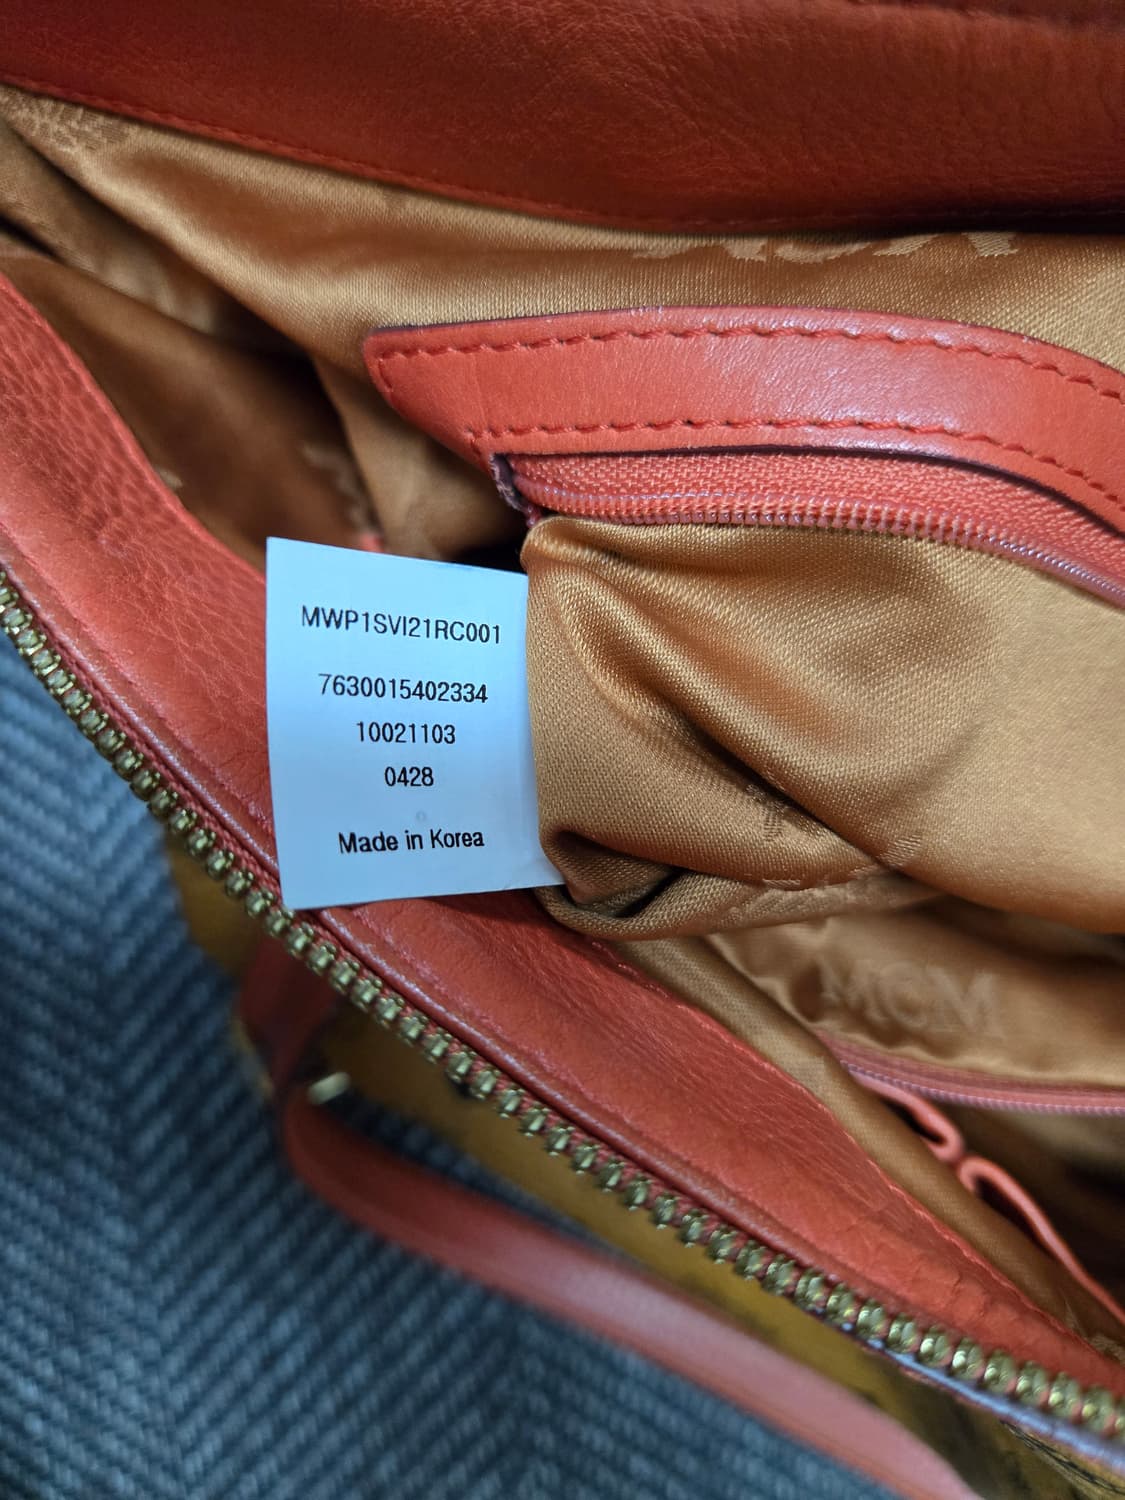 MWP1SVI21RC001
7630015402334
10021103
0428
Made in Korea
MCM